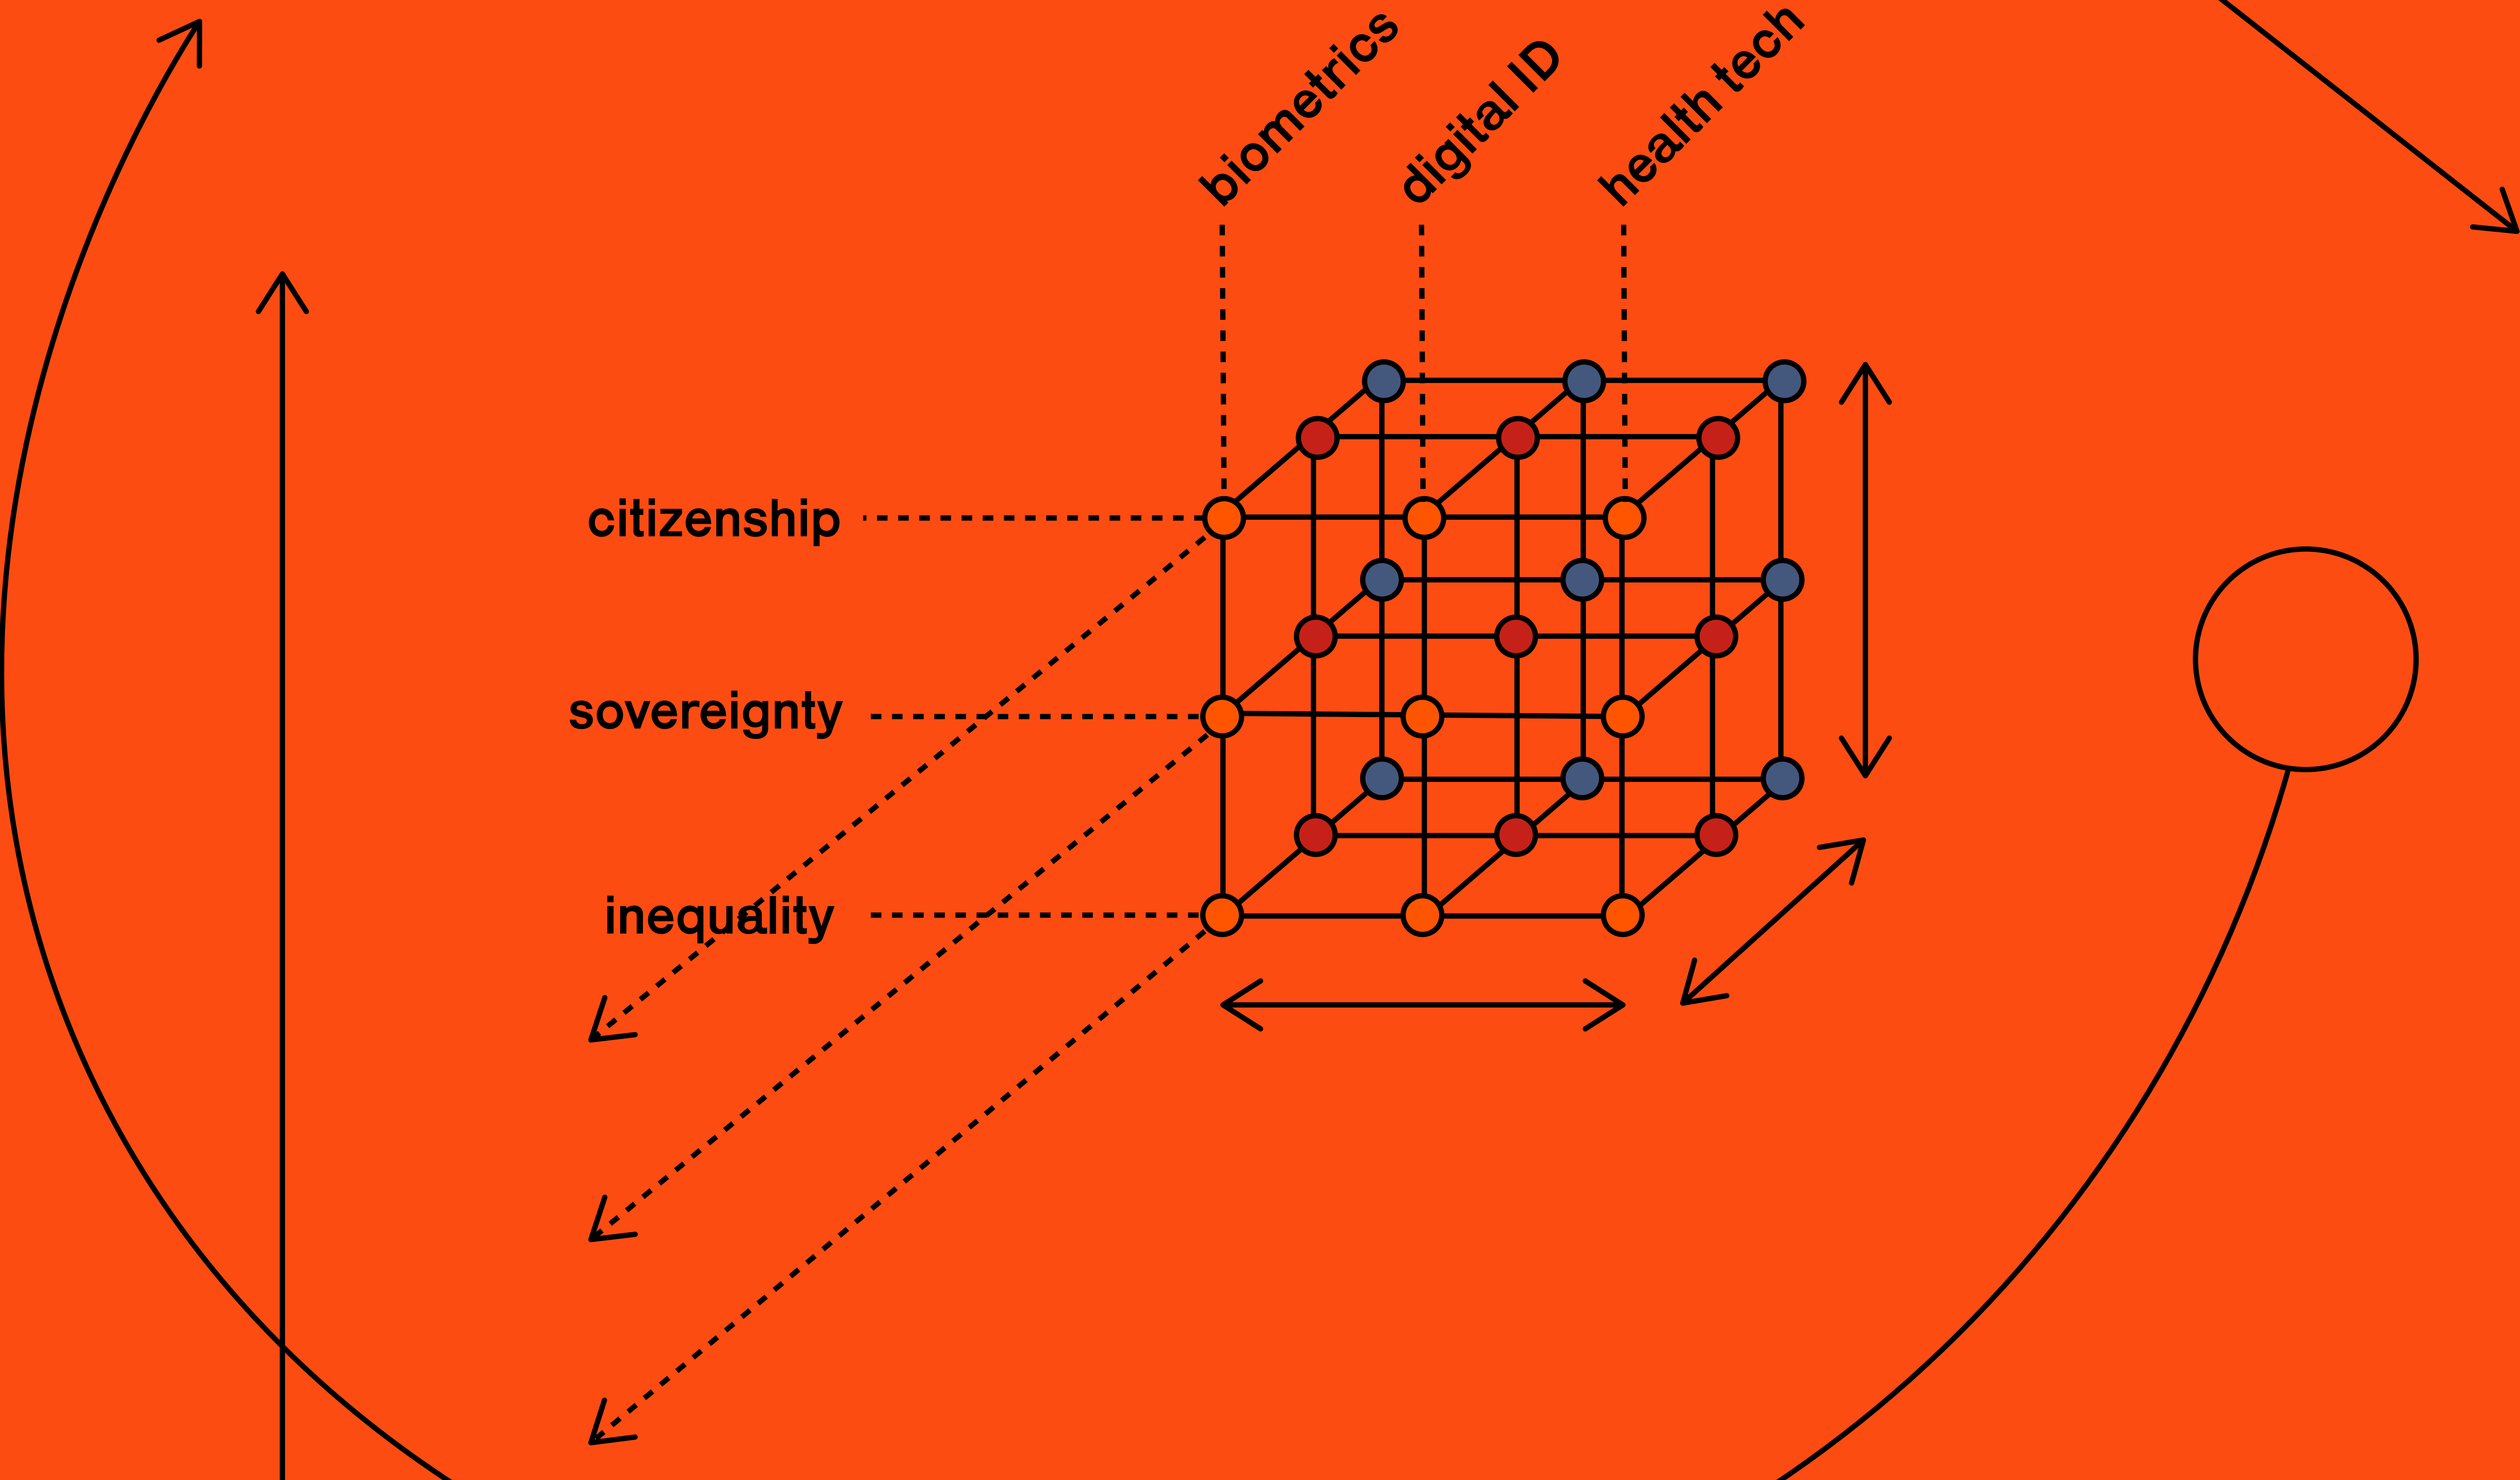 biometrics
digital ID
health tech
citizenship
sovereignty
inequality